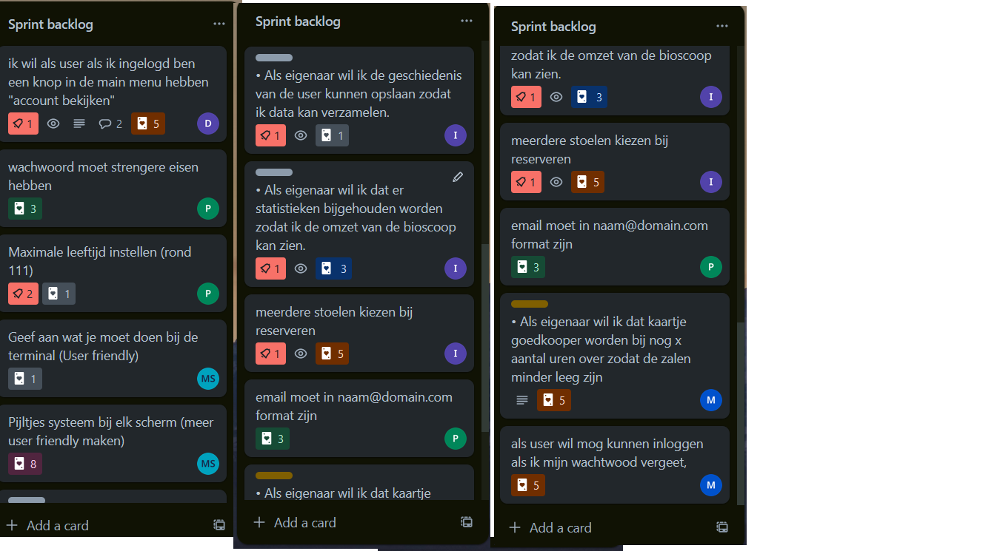 Sprint backlog
ik wil als user als ik ingelogd ben
een knop in de main menu hebben
"account bekijken"
1 2 5 D
wachwoord moet strengere eisen
hebben
3 P
Maximale leeftijd instellen (rond
111)
2 1 P
Geef aan wat je moet doen bij de
terminal (User friendly)
1 MS
Pijltjes systeem bij elk scherm (meer
user friendly maken)
8 MS
+ Add a card
Sprint backlog
• Als eigenaar wil ik de geschiedenis
van de user kunnen opslaan zodat
ik data kan verzamelen.
1 1 I
• Als eigenaar wil ik dat er
statistieken bijgehouden worden
zodat ik de omzet van de bioscoop
kan zien.
1 3 I
meerdere stoelen kiezen bij
reserveren
1 5 I
email moet in naam@domain.com
format zijn
3 P
• Als eigenaar wil ik dat kaartje
+ Add a card
Sprint backlog
zodat ik de omzet van de bioscoop
kan zien.
1 3 I
meerdere stoelen kiezen bij
reserveren
1 5 I
email moet in naam@domain.com
format zijn
3 P
• Als eigenaar wil ik dat kaartje
goedkooper worden bij nog x
aantal uren over zodat de zalen
minder leeg zijn
5 M
als user wil mog kunnen inloggen
als ik mijn wachtwood vergeet,
5 M
+ Add a card